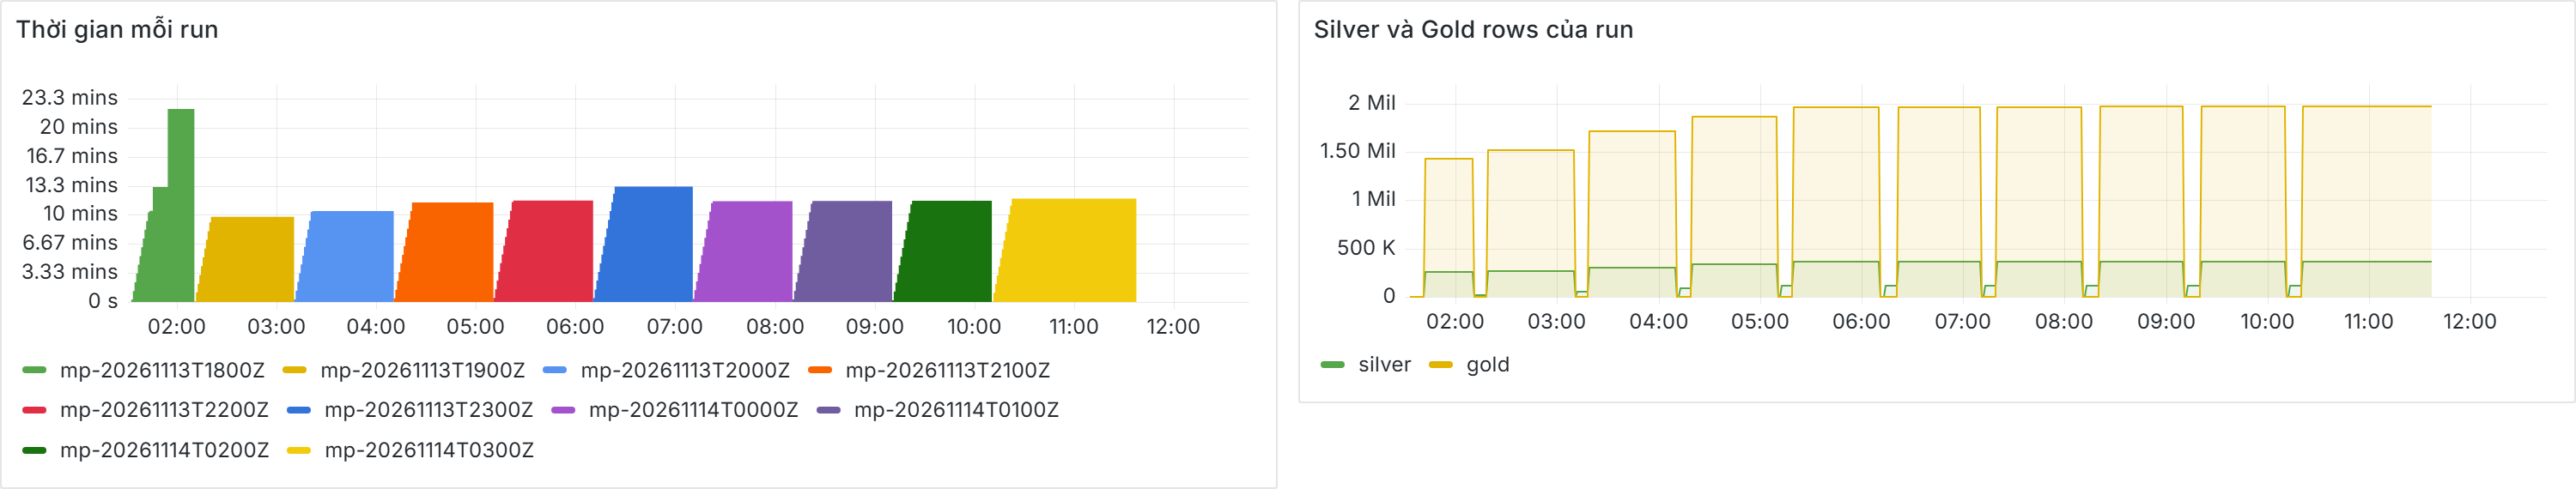 Thời gian mỗi run
23.3 mins
20 mins
16.7 mins
13.3 mins
10 mins
6.67 mins
3.33 mins
0 s
02:00 03:00 04:00 05:00 06:00 07:00 08:00 09:00 10:00 11:00 12:00
mp-20261113T1800Z mp-20261113T1900Z mp-20261113T2000Z mp-20261113T2100Z
mp-20261113T2200Z mp-20261113T2300Z mp-20261114T0000Z mp-20261114T0100Z
mp-20261114T0200Z mp-20261114T0300Z
Silver và Gold rows của run
2 Mil
1.50 Mil
1 Mil
500 K
0
02:00 03:00 04:00 05:00 06:00 07:00 08:00 09:00 10:00 11:00 12:00
silver gold